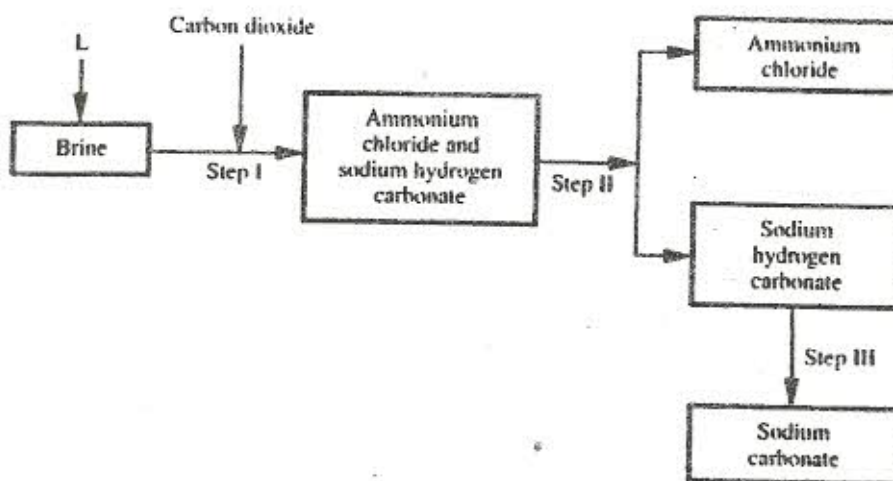 L
Carbon dioxide
Brine
Step I
Ammonium
chloride and
sodium hydrogen
carbonate
Step II
Ammonium
chloride
Sodium
hydrogen
carbonate
Step III
Sodium
carbonate